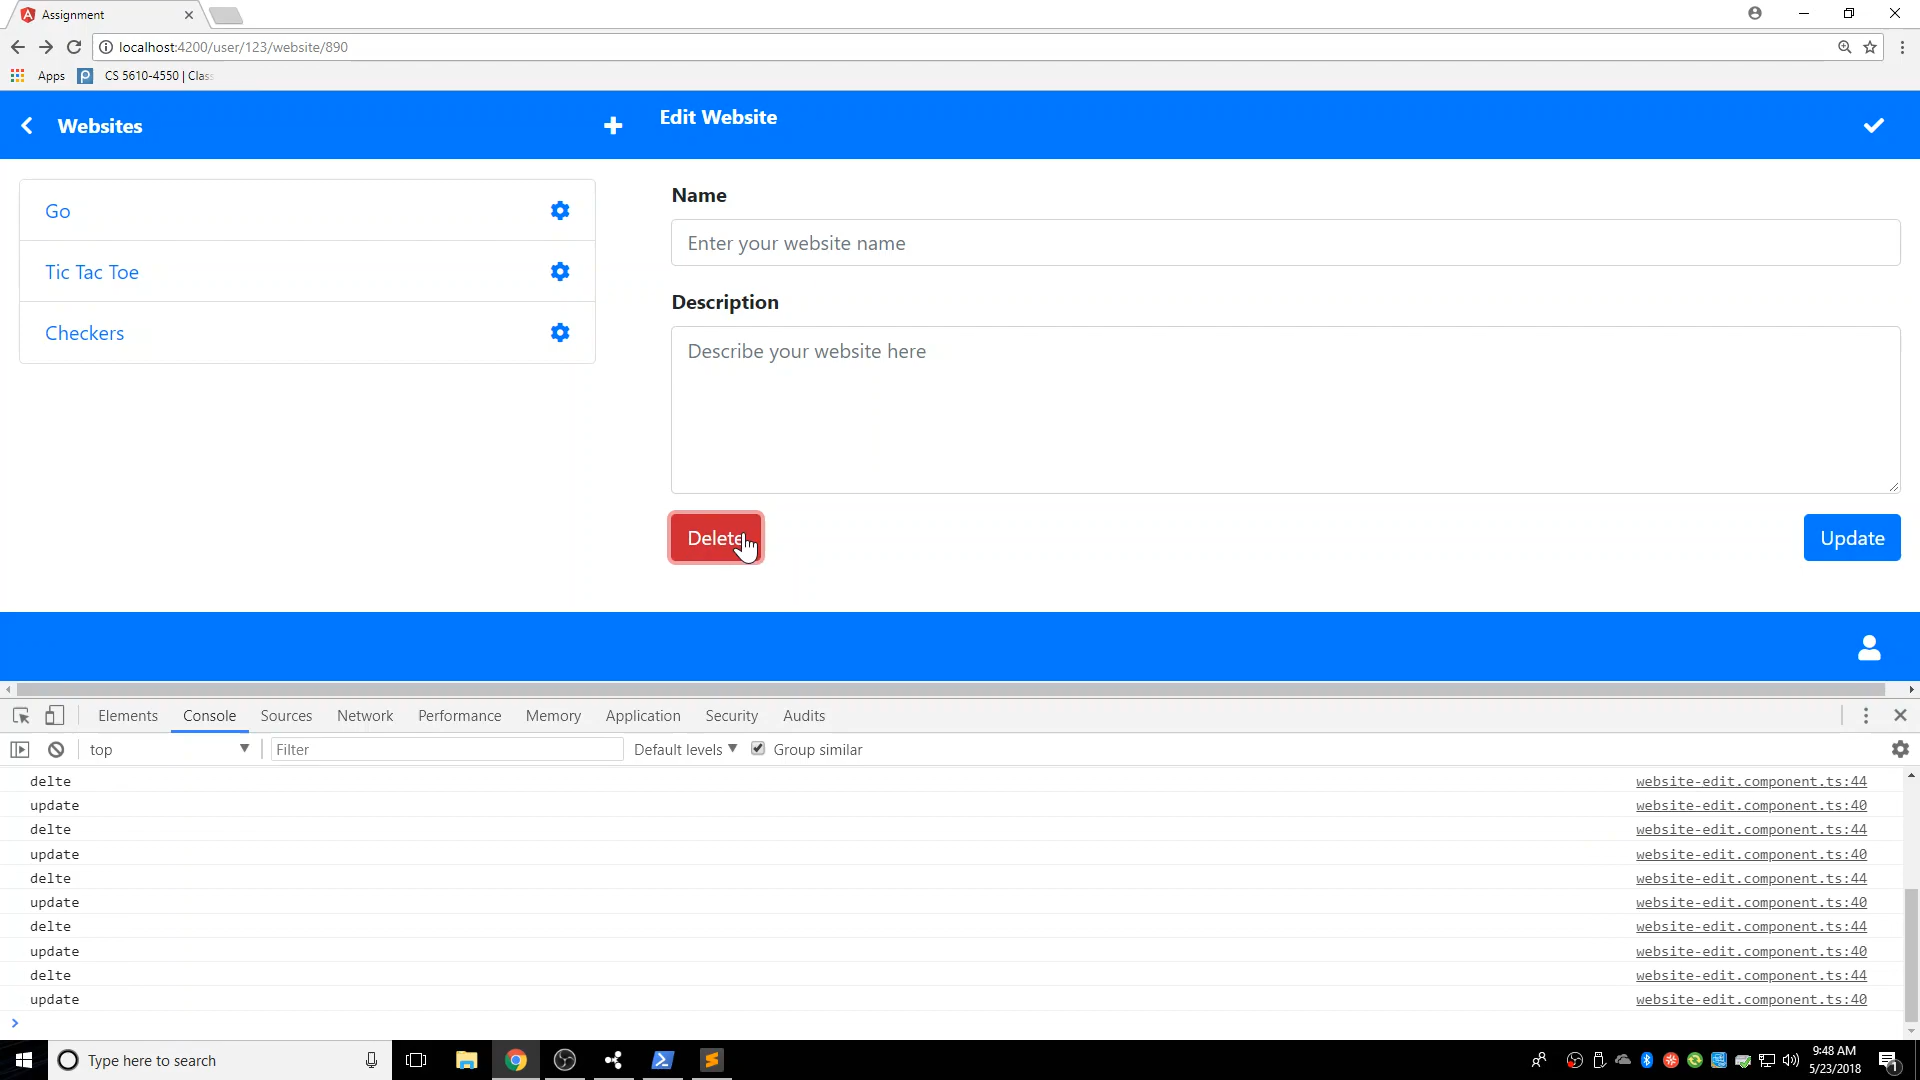 Assignment
localhost:4200/user/123/website/890
Apps CS 5610-4550 | Clas
Websites
Edit Website
Go
Tic Tac Toe
Checkers
Name
Enter your website name
Description
Describe your website here
Delete
Update
Elements Console Sources Network Performance Memory Application Security Audits
top Filter Default levels Group similar
delte website-edit.component.ts:44
update website-edit.component.ts:40
delte website-edit.component.ts:44
update website-edit.component.ts:40
delte website-edit.component.ts:44
update website-edit.component.ts:40
delte website-edit.component.ts:44
update website-edit.component.ts:40
delte website-edit.component.ts:44
update website-edit.component.ts:40
Type here to search
9:48 AM
5/23/2018
1